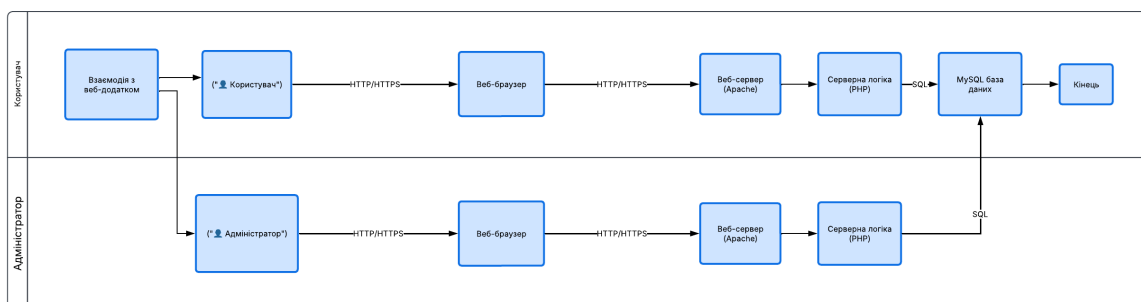 Користувач
Взаємодія з
веб-додатком
("👤 Користувач")
HTTP/HTTPS
Веб-браузер
HTTP/HTTPS
Веб-сервер
(Apache)
Серверна логіка
(PHP)
SQL
MySQL база
даних
Кінець
Адміністратор
("👤 Адміністратор")
HTTP/HTTPS
Веб-браузер
HTTP/HTTPS
Веб-сервер
(Apache)
Серверна логіка
(PHP)
SQL